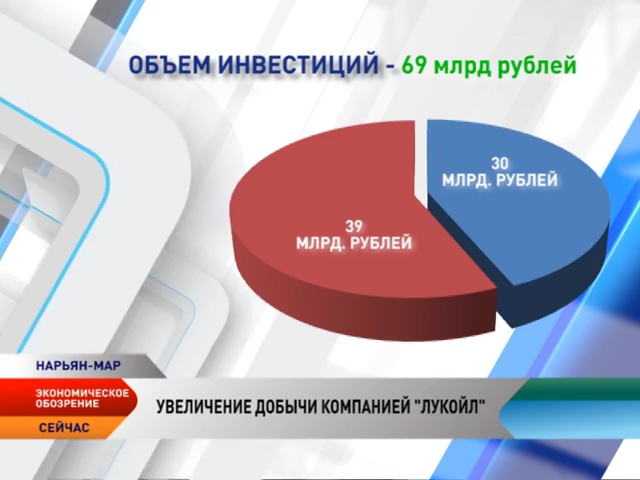 ОБЪЕМ ИНВЕСТИЦИЙ - 69 млрд рублей
30
МЛРД. РУБЛЕЙ
39
МЛРД. РУБЛЕЙ
НАРЬЯН-МАР
ЭКОНОМИЧЕСКОЕ
ОБОЗРЕНИЕ
УВЕЛИЧЕНИЕ ДОБЫЧИ КОМПАНИЕЙ "ЛУКОЙЛ"
СЕЙЧАС